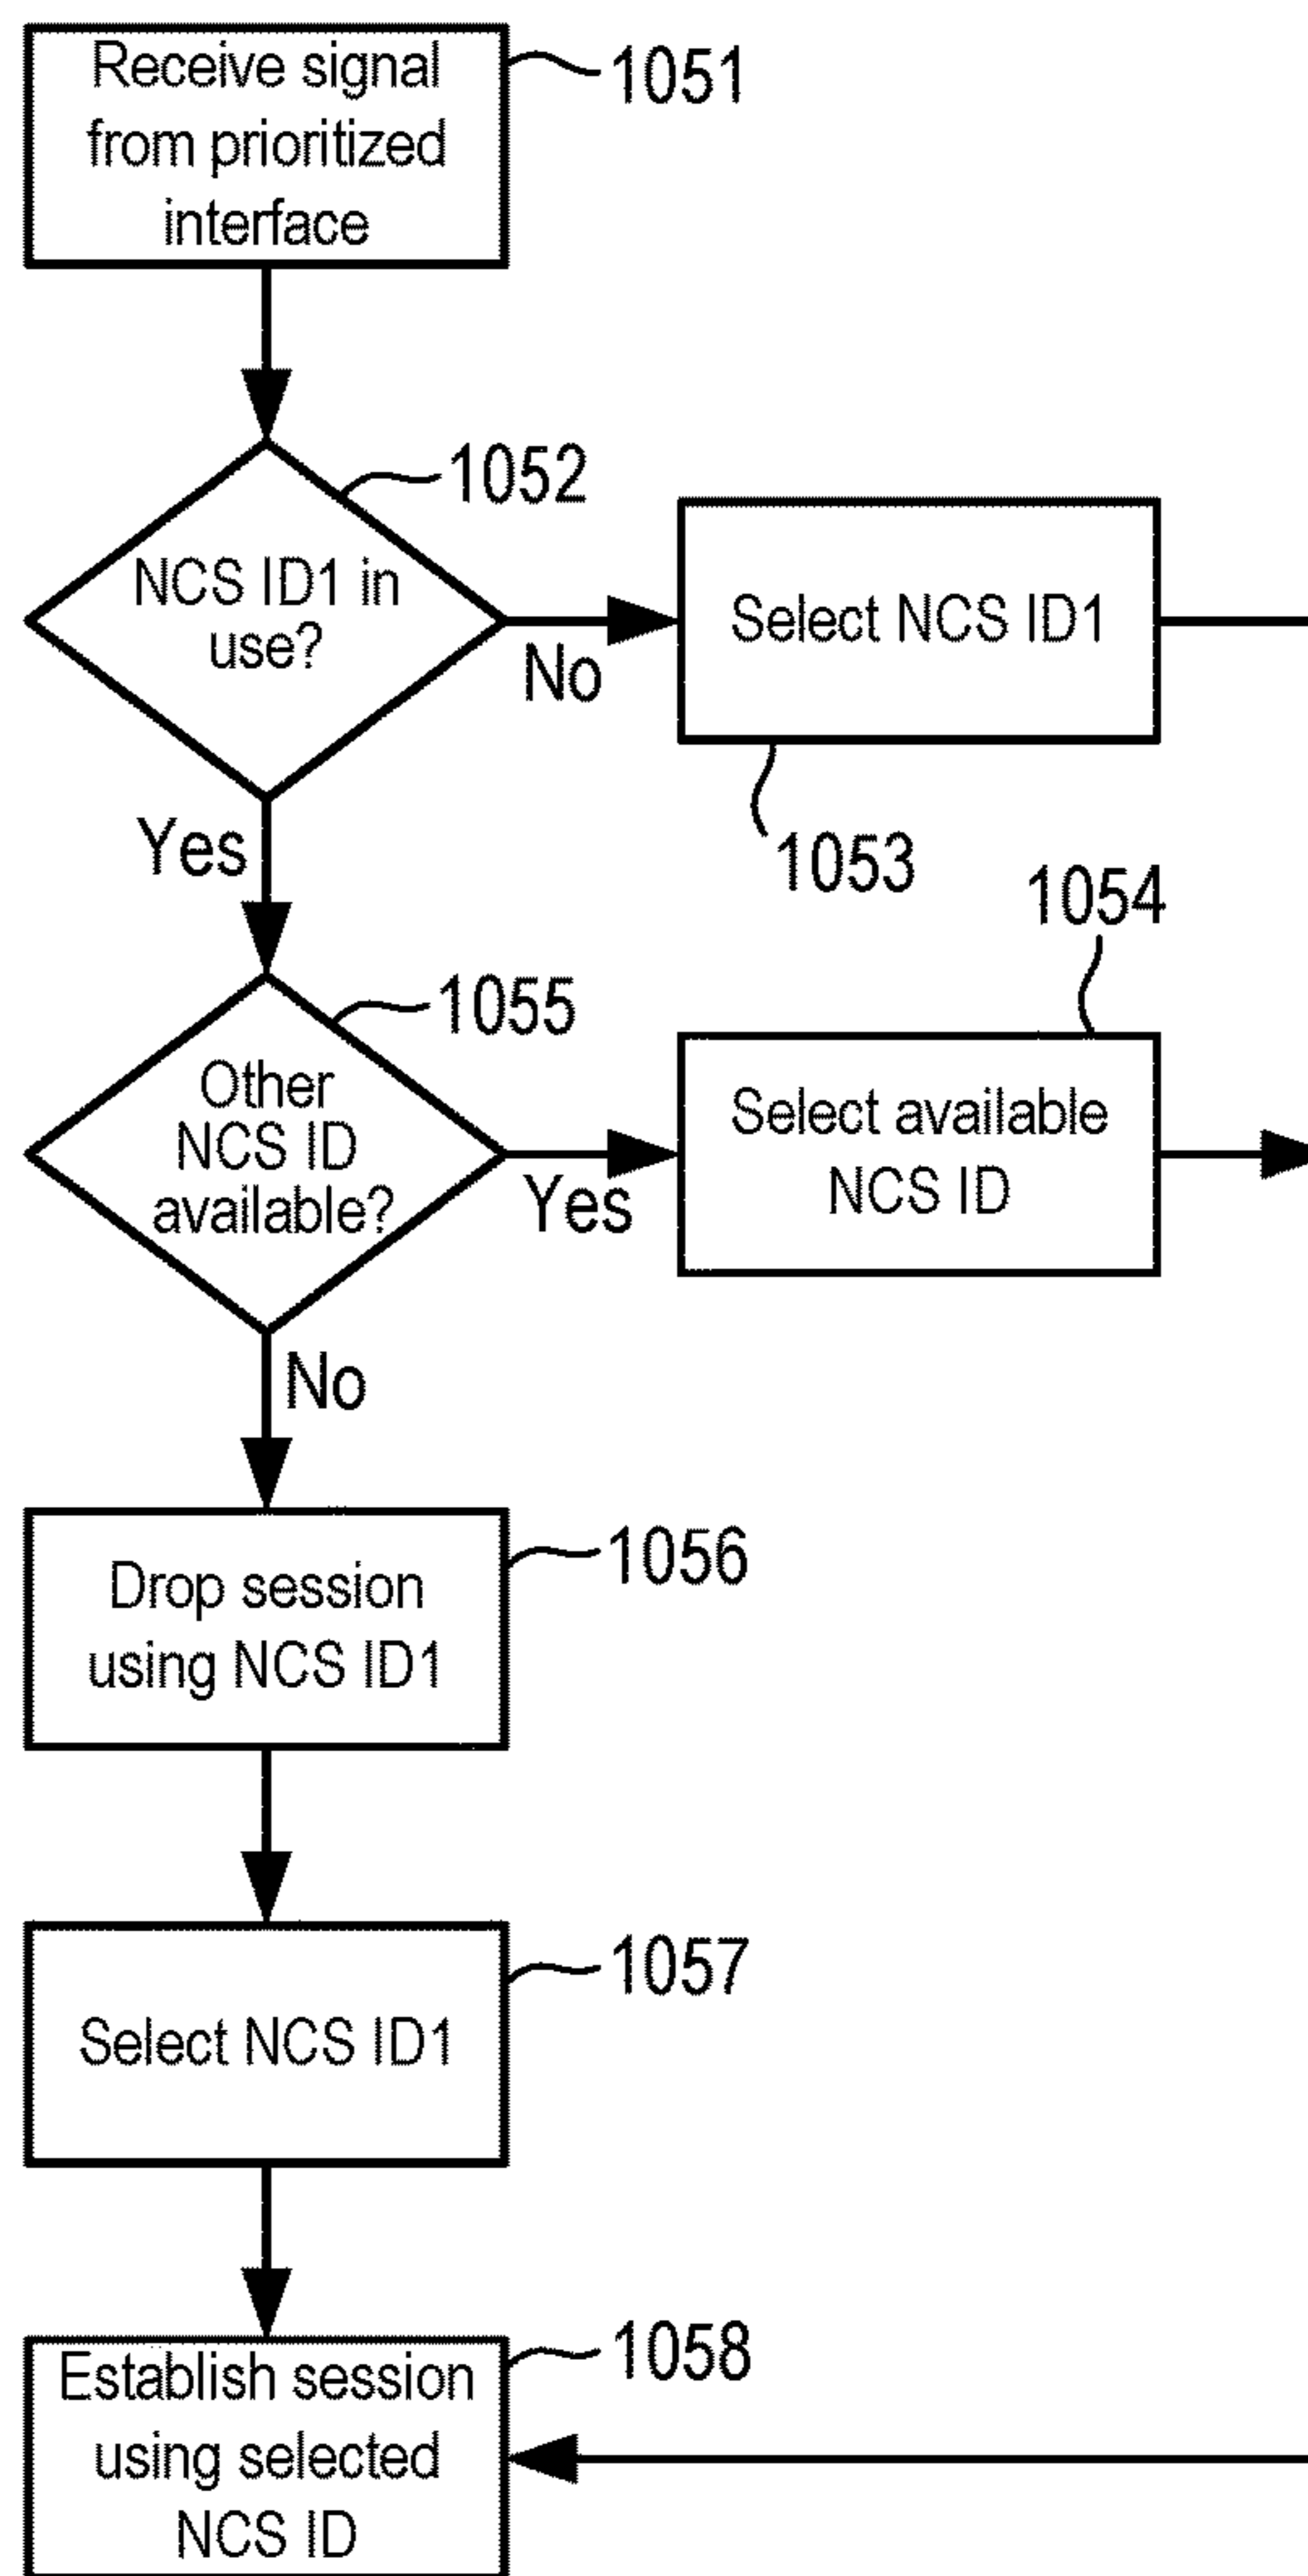 Receive signal
from prioritized
interface
1051
1052
NCS ID1 in
use?
No
Select NCS ID1
1053
Yes
1054
1055
Other
NCS ID
available?
Yes
Select available
NCS ID
No
Drop session
using NCS ID1
1056
Select NCS ID1
1057
Establish session
using selected
NCS ID
1058